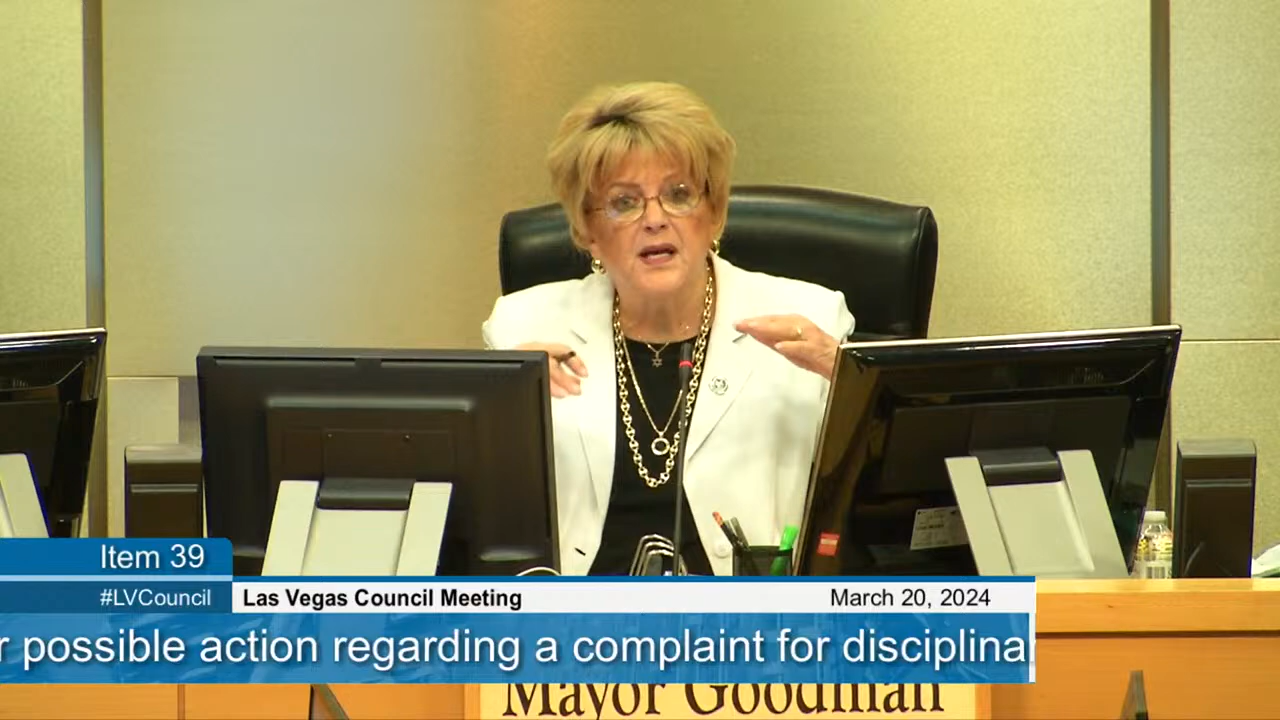 Item 39
#LVCouncil
Las Vegas Council Meeting
March 20, 2024
r possible action regarding a complaint for disciplina
Mayor Goodman